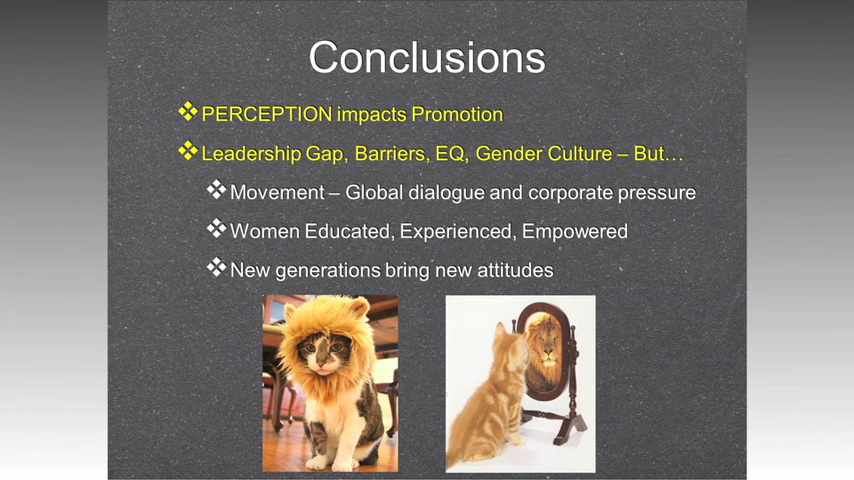 Conclusions
❖PERCEPTION impacts Promotion
❖Leadership Gap, Barriers, EQ, Gender Culture – But…
❖Movement – Global dialogue and corporate pressure
❖Women Educated, Experienced, Empowered
❖New generations bring new attitudes